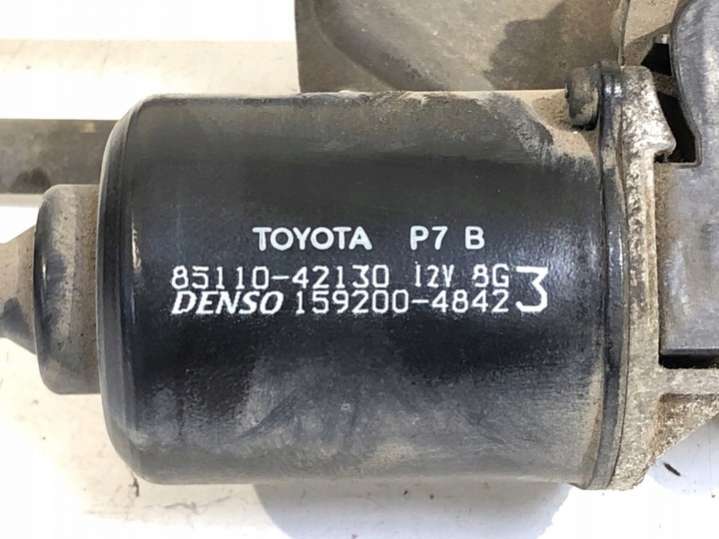 TOYOTA P7 B
85110-42130 12V 8G
DENSO 159200-4842 3